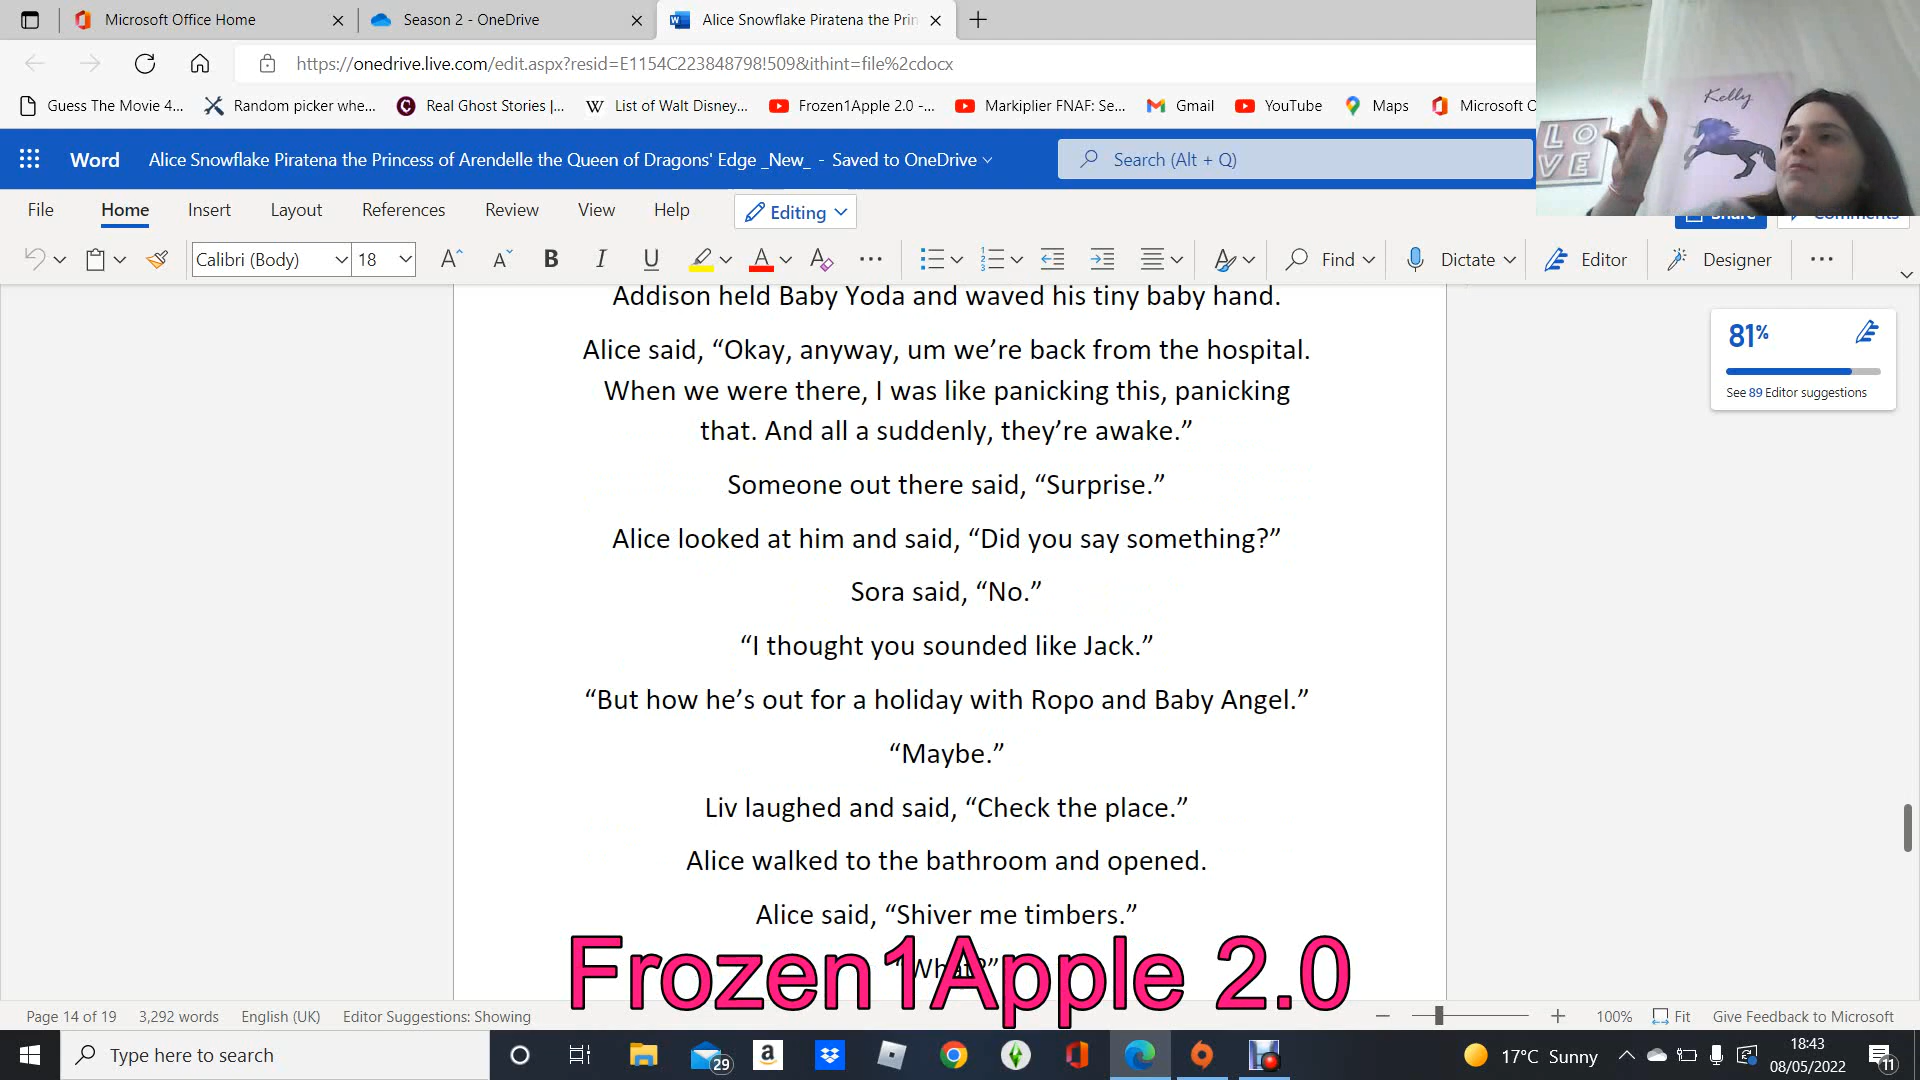 Microsoft Office Home
Season 2 - OneDrive
Alice Snowflake Piratena the Prin
https://onedrive.live.com/edit.aspx?resid=E1154C223848798!509&ithint=file%2cdocx
Guess The Movie 4...
Random picker whe...
Real Ghost Stories |...
List of Walt Disney...
Frozen1Apple 2.0 -...
Markiplier FNAF: Se...
Gmail
YouTube
Maps
Microsoft O
Kelly
LO
VE
Word
Alice Snowflake Piratena the Princess of Arendelle the Queen of Dragons' Edge _New_ - Saved to OneDrive
Search (Alt + Q)
Share
Comments
File
Home
Insert
Layout
References
Review
View
Help
Editing
Calibri (Body)
18
Find
Dictate
Editor
Designer
Addison held Baby Yoda and waved his tiny baby hand.
Alice said, “Okay, anyway, um we’re back from the hospital.
When we were there, I was like panicking this, panicking
that. And all a suddenly, they’re awake.”
Someone out there said, “Surprise.”
Alice looked at him and said, “Did you say something?”
Sora said, “No.”
“I thought you sounded like Jack.”
“But how he’s out for a holiday with Ropo and Baby Angel.”
“Maybe.”
Liv laughed and said, “Check the place.”
Alice walked to the bathroom and opened.
Alice said, “Shiver me timbers.”
“What?”
81%
See 89 Editor suggestions
Frozen1Apple 2.0
Page 14 of 19
3,292 words
English (UK)
Editor Suggestions: Showing
100%
Fit
Give Feedback to Microsoft
Type here to search
29
17°C Sunny
18:43
08/05/2022
11